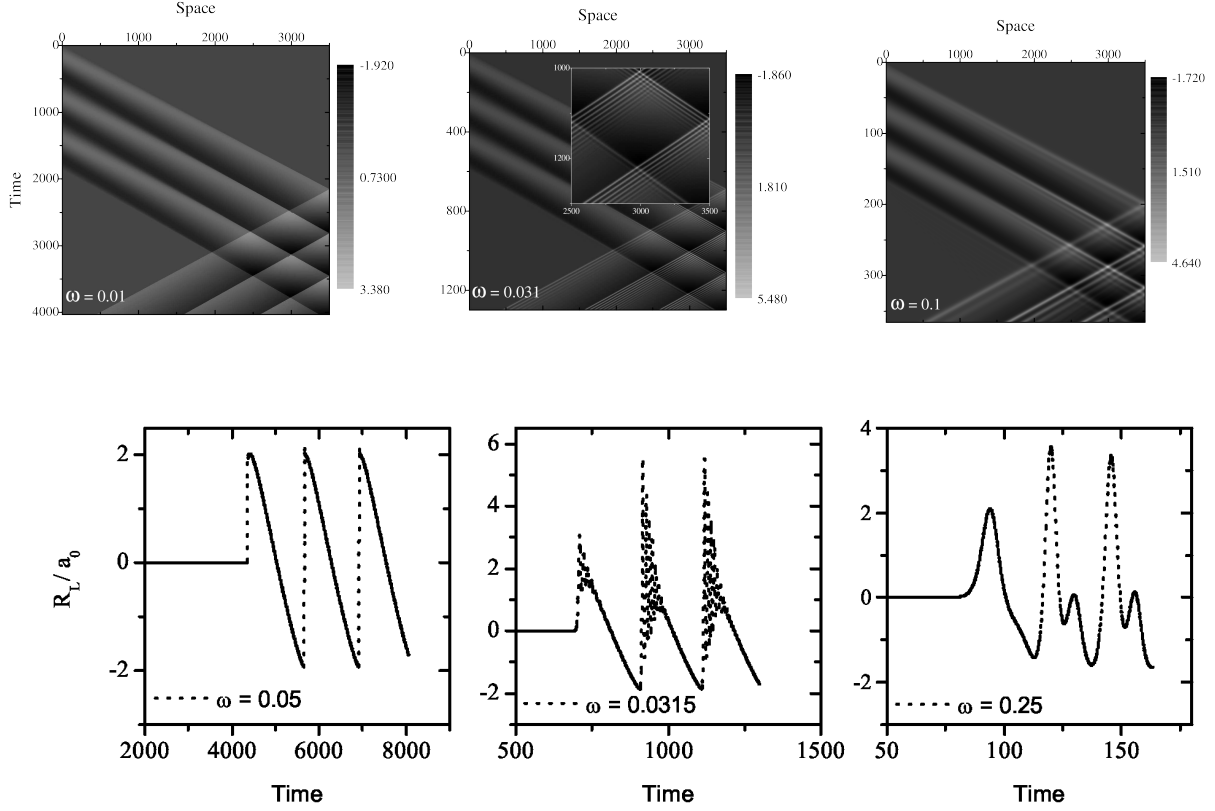 Space
0 1000 2000 3000
Time
0
1000
2000
3000
4000
-1.920
0.7300
3.380
ω = 0.01
Space
0 1000 2000 3000
0
400
800
1200
1000
1200
2500 3000 3500
-1.860
1.810
5.480
ω = 0.031
Space
0 1000 2000 3000
0
100
200
300
-1.720
1.510
4.640
ω = 0.1
R_L / a_0
2
0
-2
ω = 0.05
2000 4000 6000 8000
Time
6
4
2
0
-2
ω = 0.0315
500 1000 1500
Time
4
2
0
-2
ω = 0.25
50 100 150
Time